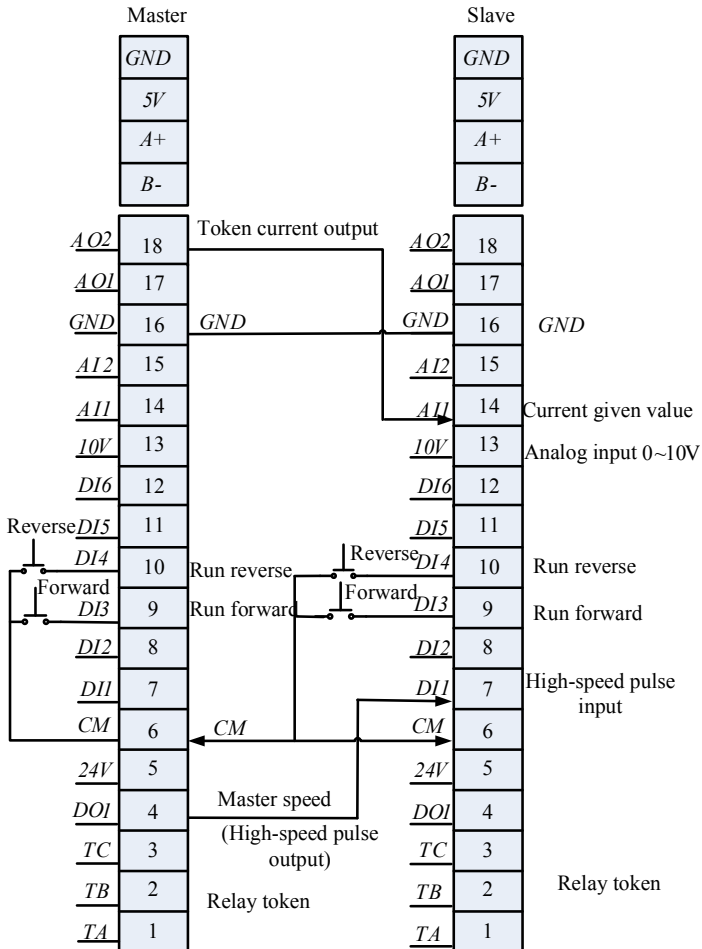 Master Slave
GND GND
5V 5V
A+ A+
B- B-
AO2 18 Token current output AO2 18
AO1 17 AO1 17
GND 16 GND GND 16 GND
AI2 15 AI2 15
AI1 14 AI1 14 Current given value
10V 13 10V 13 Analog input 0~10V
DI6 12 DI6 12
Reverse DI5 11 DI5 11
DI4 10 Run reverse Reverse DI4 10 Run reverse
Forward DI3 9 Run forward Forward DI3 9 Run forward
DI2 8 DI2 8
DI1 7 DI1 7 High-speed pulse
input
CM 6 CM CM 6
24V 5 24V 5
DO1 4 Master speed DO1 4
(High-speed pulse
output)
TC 3 TC 3
TB 2 Relay token TB 2 Relay token
TA 1 TA 1